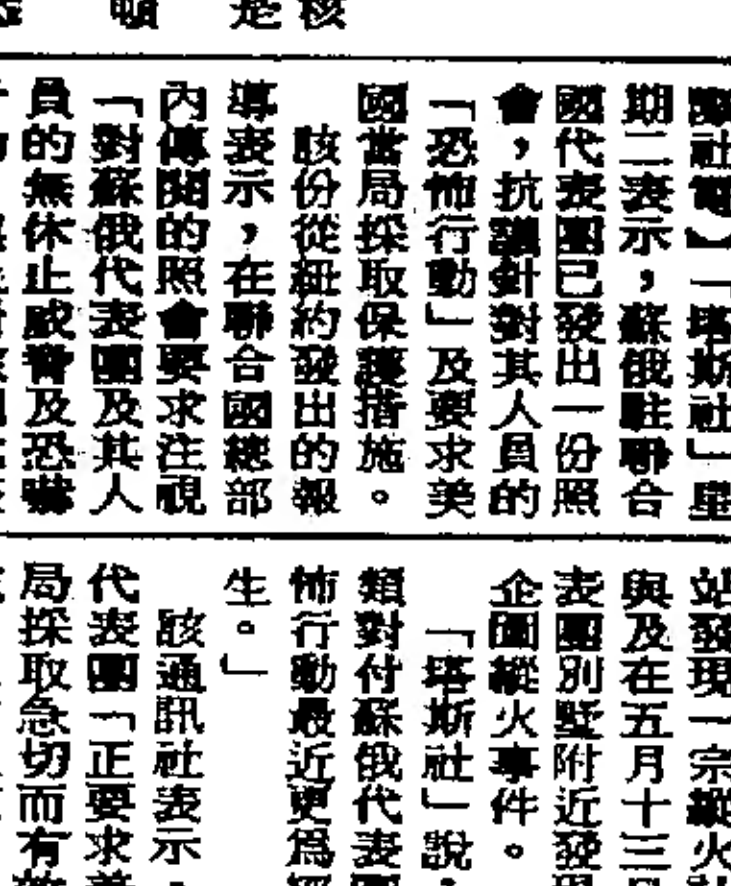 核
是
頓
社電】「塔斯社」星
期二表示，蘇俄駐聯合
國代表團已發出一份照
會，抗議針對其人員的
「恐怖行動」及要求美
國當局採取保護措施。
該份從紐約發出的報
導表示，在聯合國總部
內傳閱的照會要求注視
「對蘇俄代表團及其人
員的無休止威脅及恐嚇
站發現一宗縱火
與及在五月十三
表團別墅附近發
企圖縱火事件。
「塔斯社」說，
類對付蘇俄代表團
怖行動最近更為
生。」
該通訊社表示，
代表團「正要求美
局採取急切而有效